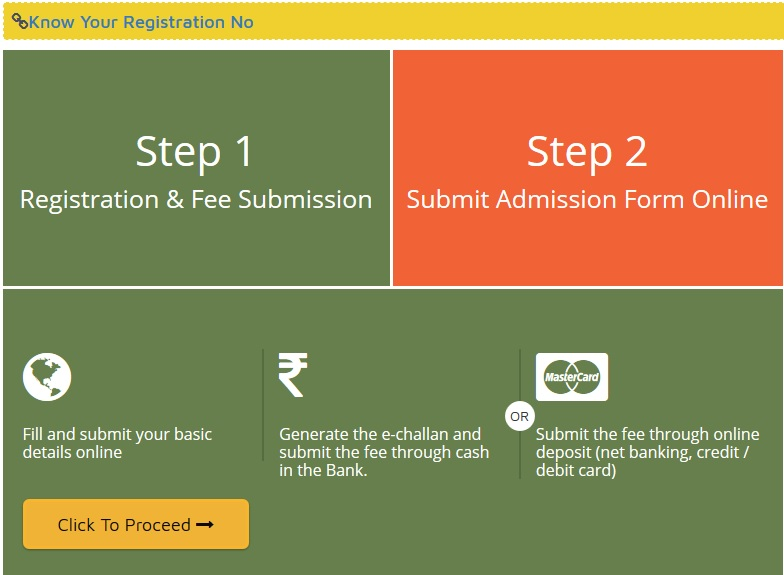 Know Your Registration No
Step 1
Registration & Fee Submission
Step 2
Submit Admission Form Online
₹
MasterCard
Fill and submit your basic
details online
Generate the e-challan and
submit the fee through cash
in the Bank.
OR
Submit the fee through online
deposit (net banking, credit /
debit card)
Click To Proceed